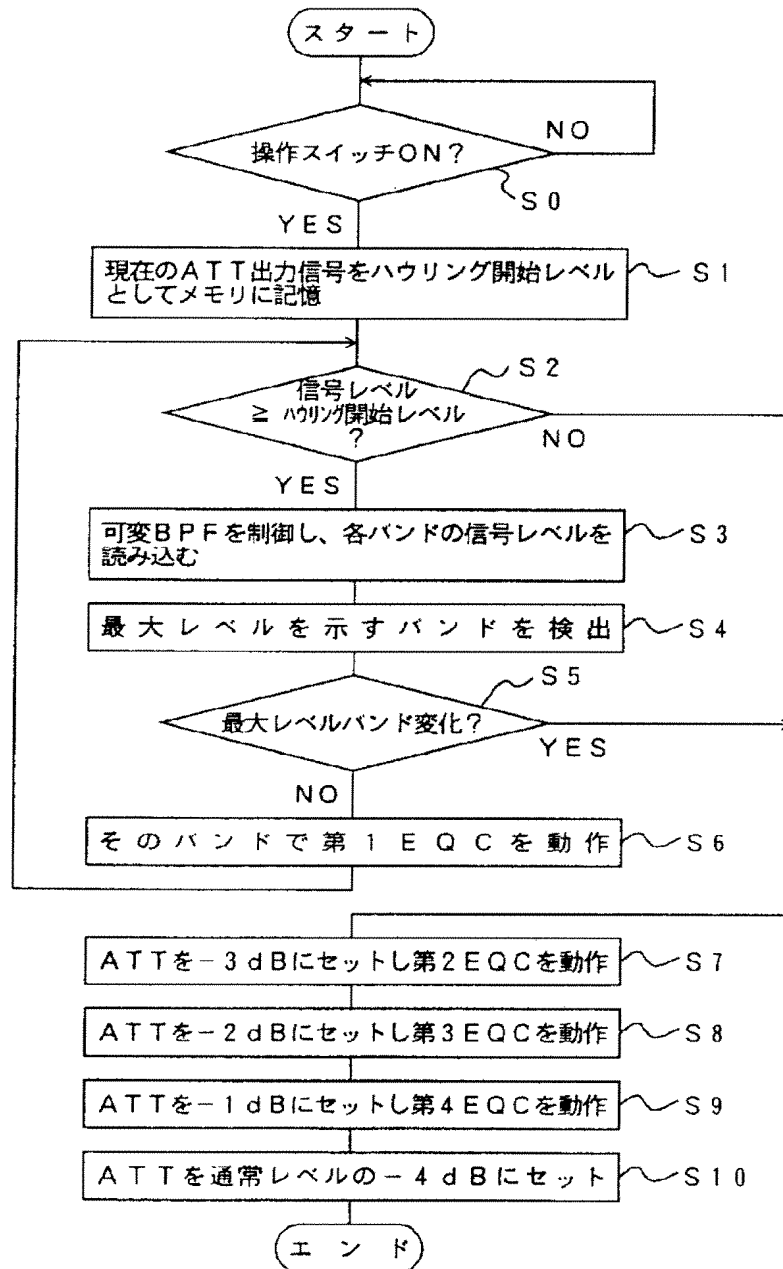 スタート
操作スイッチON?
NO
S0
YES
現在のATT出力信号をハウリング開始レベル
としてメモリに記憶
S1
S2
信号レベル
≧ ハウリング開始レベル
?
NO
YES
可変BPFを制御し、各バンドの信号レベルを
読み込む
S3
最大レベルを示すバンドを検出
S4
S5
最大レベルバンド変化?
YES
NO
そのバンドで第1EQCを動作
S6
ATTを-3dBにセットし第2EQCを動作
S7
ATTを-2dBにセットし第3EQCを動作
S8
ATTを-1dBにセットし第4EQCを動作
S9
ATTを通常レベルの-4dBにセット
S10
エンド